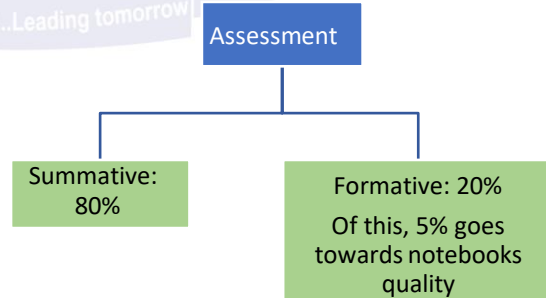 ..Leading tomorrow
Assessment
Summative:
80%
Formative: 20%
Of this, 5% goes
towards notebooks
quality